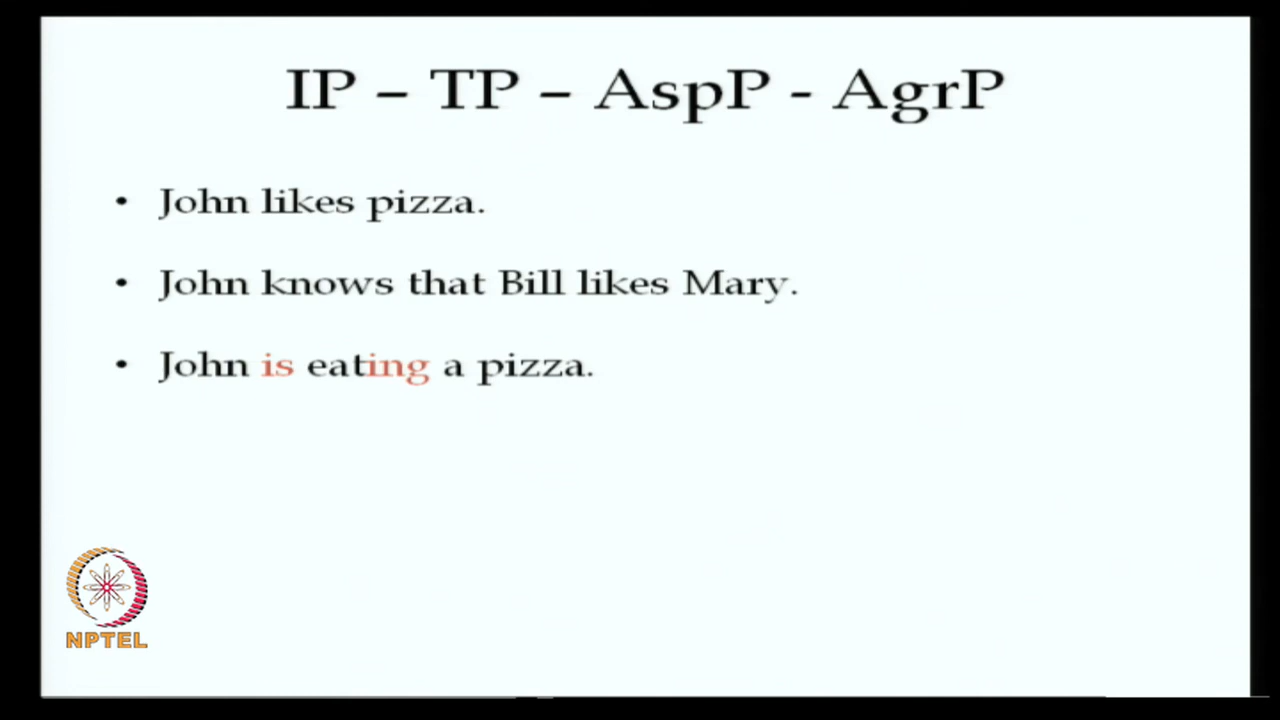 IP – TP – AspP - AgrP
• John likes pizza.
• John knows that Bill likes Mary.
• John is eating a pizza.
NPTEL